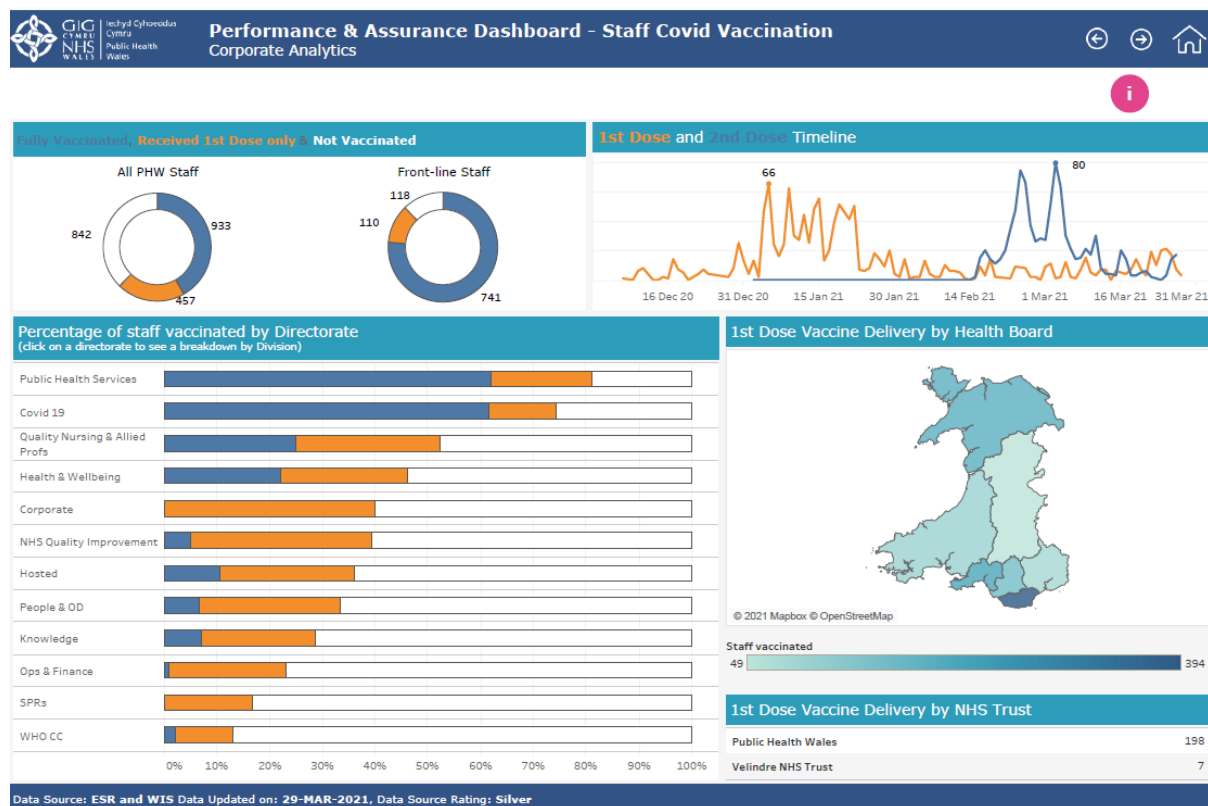 GIG
CYMRU
NHS
WALES
Iechyd Cyhoeddus
Cymru
Public Health
Wales
Performance & Assurance Dashboard - Staff Covid Vaccination
Corporate Analytics
i
Fully Vaccinated, Received 1st Dose only & Not Vaccinated
All PHW Staff
Front-line Staff
842
933
457
118
110
741
1st Dose and 2nd Dose Timeline
66
80
16 Dec 20
31 Dec 20
15 Jan 21
30 Jan 21
14 Feb 21
1 Mar 21
16 Mar 21
31 Mar 21
Percentage of staff vaccinated by Directorate
(click on a directorate to see a breakdown by Division)
Public Health Services
Covid 19
Quality Nursing & Allied
Profs
Health & Wellbeing
Corporate
NHS Quality Improvement
Hosted
People & OD
Knowledge
Ops & Finance
SPRs
WHO CC
0% 10% 20% 30% 40% 50% 60% 70% 80% 90% 100%
1st Dose Vaccine Delivery by Health Board
© 2021 Mapbox © OpenStreetMap
Staff vaccinated
49
394
1st Dose Vaccine Delivery by NHS Trust
Public Health Wales 198
Velindre NHS Trust 7
Data Source: ESR and WIS Data Updated on: 29-MAR-2021, Data Source Rating: Silver